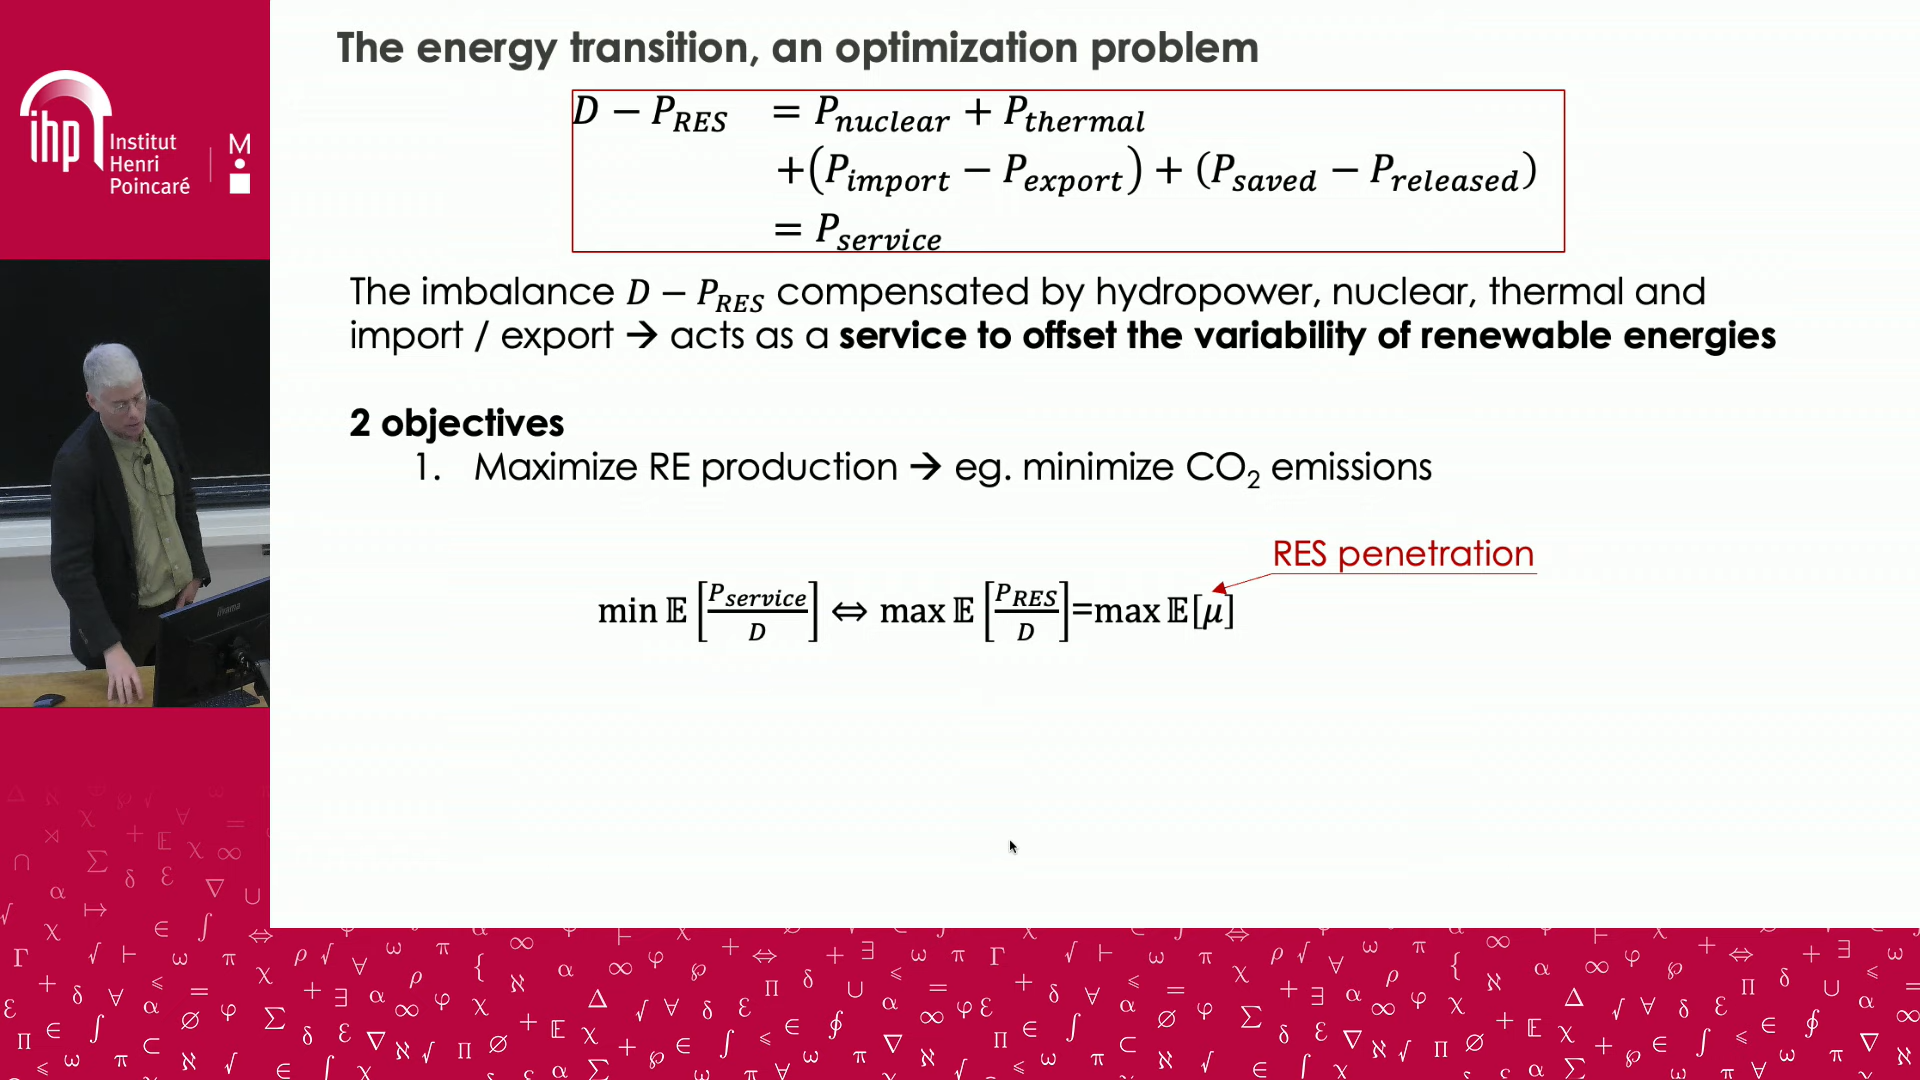 The energy transition, an optimization problem
D − P_RES = P_nuclear + P_thermal
+(P_import − P_export) + (P_saved − P_released)
= P_service
The imbalance D − P_RES compensated by hydropower, nuclear, thermal and
import / export → acts as a service to offset the variability of renewable energies
2 objectives
1. Maximize RE production → eg. minimize CO₂ emissions
RES penetration
min 𝔼 [P_service / D] ⇔ max 𝔼 [P_RES / D]=max 𝔼[μ]
ihp
Institut
Henri
Poincaré
M
iiyama